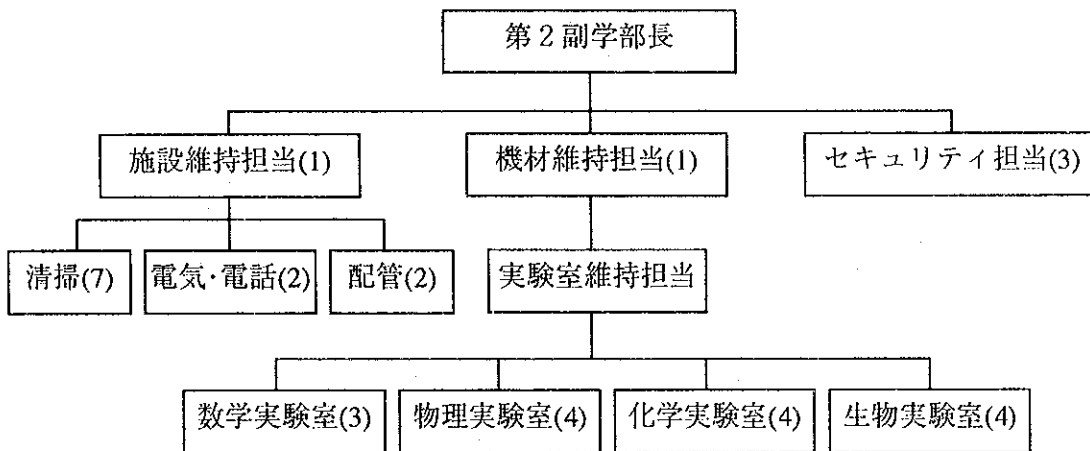 第2副学部長
施設維持担当(1)
機材維持担当(1)
セキュリティ担当(3)
清掃(7)
電気・電話(2)
配管(2)
実験室維持担当
数学実験室(3)
物理実験室(4)
化学実験室(4)
生物実験室(4)